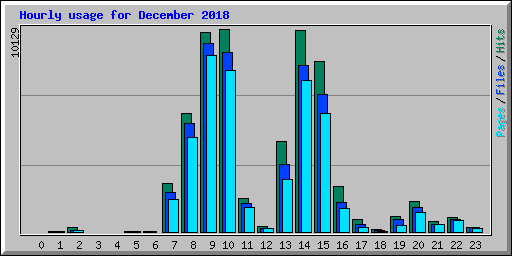 Hourly usage for December 2018
10129
Pages/Files/Hits
0 1 2 3 4 5 6 7 8 9 10 11 12 13 14 15 16 17 18 19 20 21 22 23